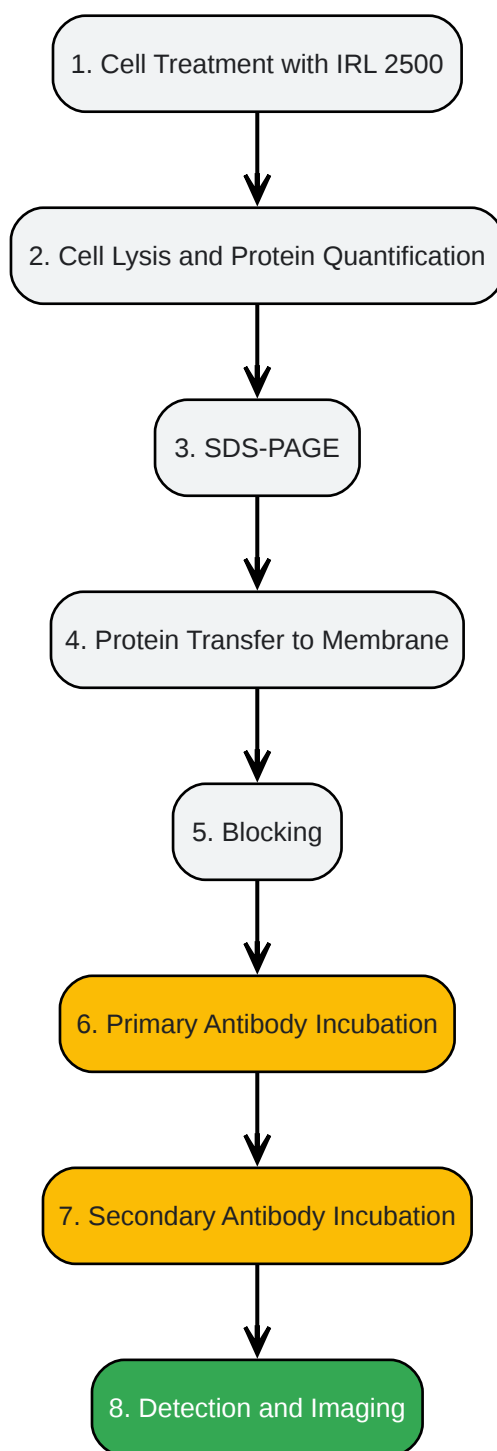 1. Cell Treatment with IRL 2500
2. Cell Lysis and Protein Quantification
3. SDS-PAGE
4. Protein Transfer to Membrane
5. Blocking
6. Primary Antibody Incubation
7. Secondary Antibody Incubation
8. Detection and Imaging